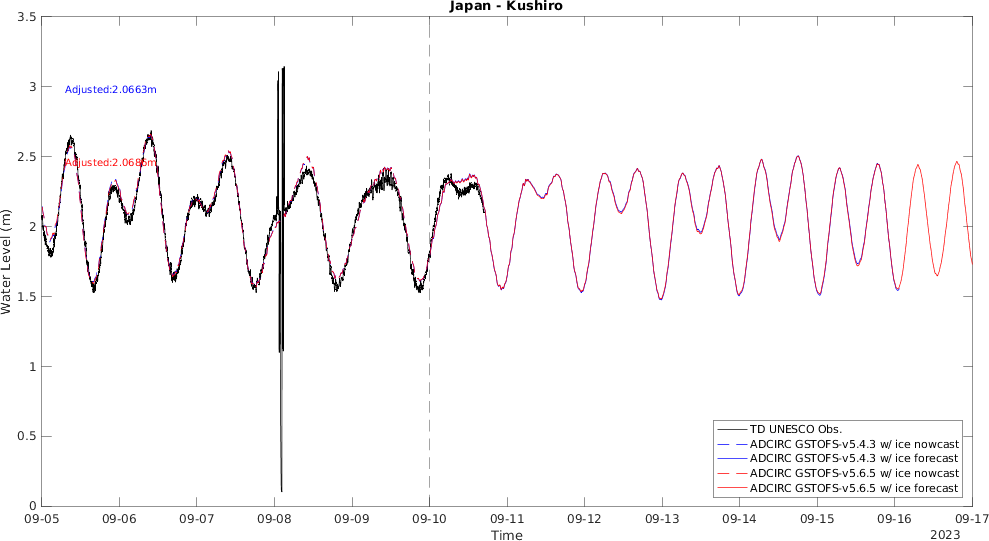 Japan - Kushiro
3.5
3
2.5
2
1.5
1
0.5
0
Water Level (m)
Adjusted:2.0663m
Adjusted:2.0686m
TD UNESCO Obs.
ADCIRC GSTOFS-v5.4.3 w/ ice nowcast
ADCIRC GSTOFS-v5.4.3 w/ ice forecast
ADCIRC GSTOFS-v5.6.5 w/ ice nowcast
ADCIRC GSTOFS-v5.6.5 w/ ice forecast
09-05 09-06 09-07 09-08 09-09 09-10 09-11 09-12 09-13 09-14 09-15 09-16 09-17
Time
2023